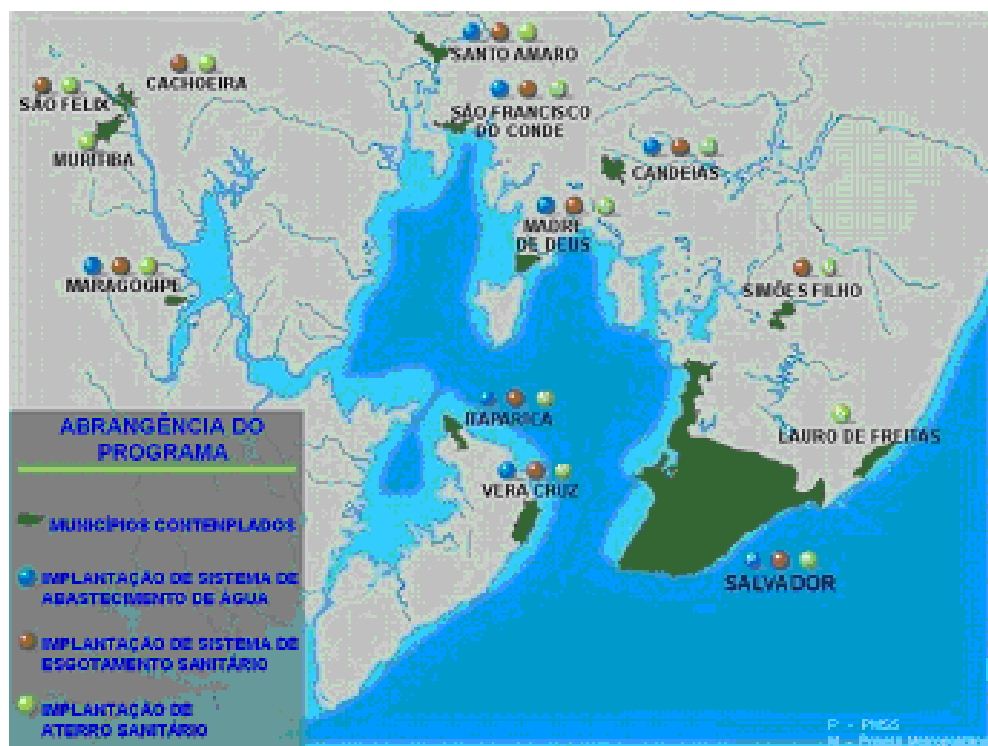 SANTO AMARO
CACHOEIRA
SÃO FELIX
SÃO FRANCISCO
DO CONDE
MURITIBA
CANDEIAS
MADRE
DE DEUS
MARAGOGIPE
SIMÕES FILHO
ITAPARICA
LAURO DE FREITAS
VERA CRUZ
SALVADOR
ABRANGÊNCIA DO
PROGRAMA
MUNICÍPIOS CONTEMPLADOS
IMPLANTAÇÃO DE SISTEMA DE
ABASTECIMENTO DE ÁGUA
IMPLANTAÇÃO DE SISTEMA DE
ESGOTAMENTO SANITÁRIO
IMPLANTAÇÃO DE
ATERRO SANITÁRIO